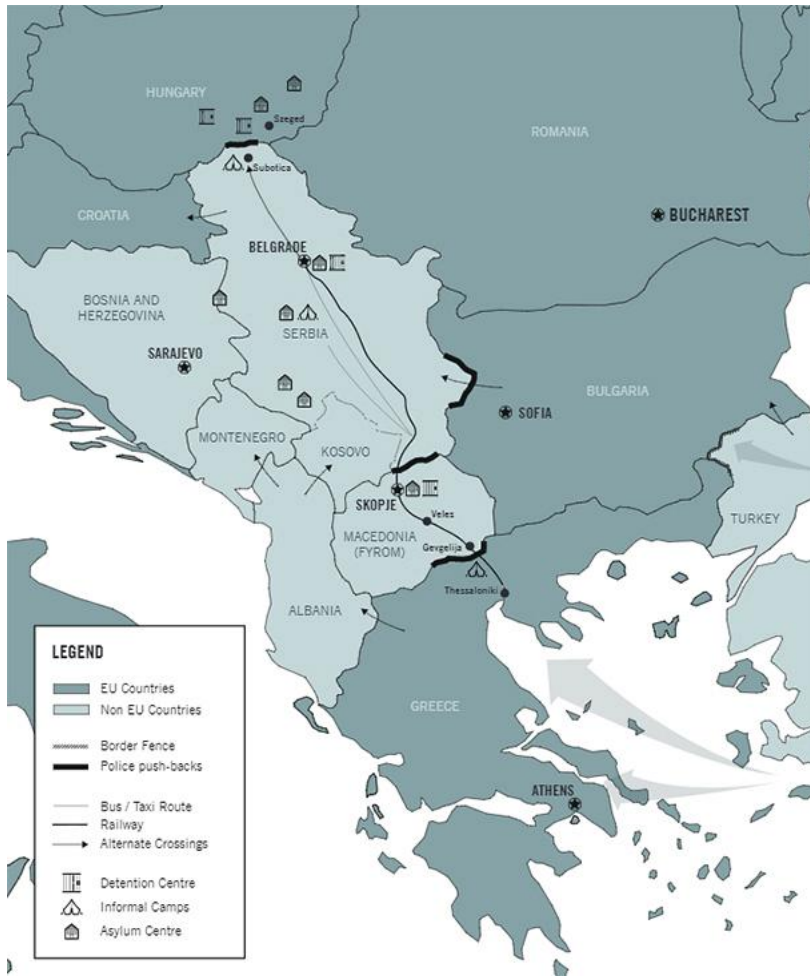 HUNGARY
Szeged
ROMANIA
Subotica
CROATIA
BUCHAREST
BELGRADE
BOSNIA AND
HERZEGOVINA
SERBIA
SARAJEVO
BULGARIA
SOFIA
MONTENEGRO
KOSOVO
SKOPJE
Veles
TURKEY
MACEDONIA
(FYROM)
Gevgelija
Thessaloniki
ALBANIA
GREECE
ATHENS
LEGEND
EU Countries
Non EU Countries
Border Fence
Police push-backs
Bus / Taxi Route
Railway
Alternate Crossings
Detention Centre
Informal Camps
Asylum Centre